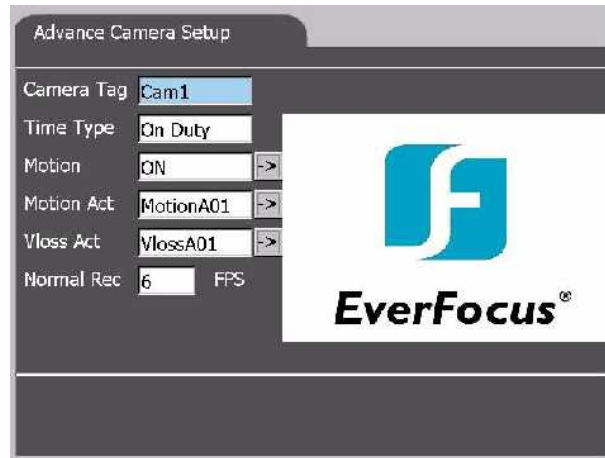 Advance Camera Setup
Camera Tag Cam1
Time Type On Duty
Motion ON ->
Motion Act MotionA01 ->
Vloss Act VlossA01 ->
Normal Rec 6 FPS
EverFocus®